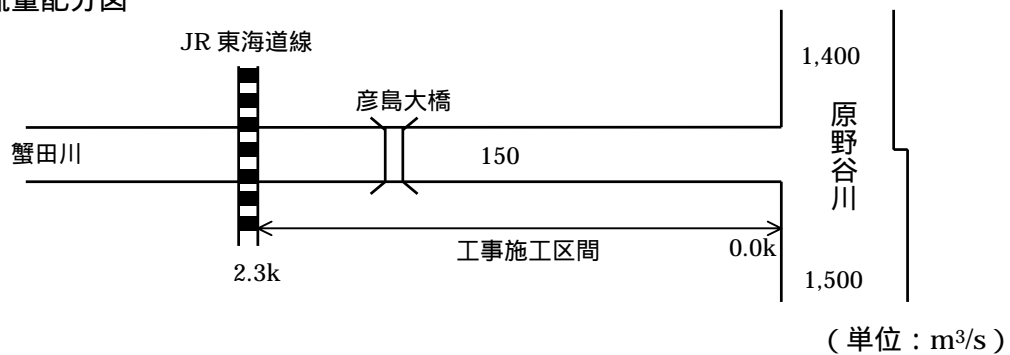 流量配分図
JR 東海道線
1,400
彦島大橋
原野谷川
蟹田川
150
工事施工区間
0.0k
2.3k
1,500
（単位：m³/s）